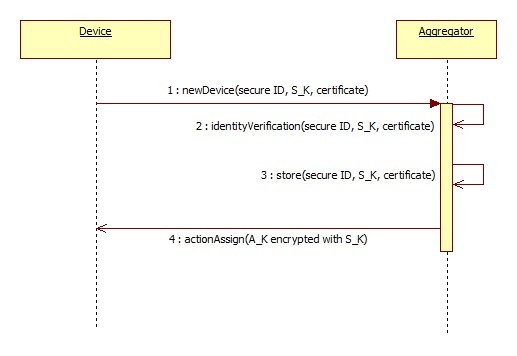 Device
Aggregator
1 : newDevice(secure ID, S_K, certificate)
2 : identityVerification(secure ID, S_K, certificate)
3 : store(secure ID, S_K, certificate)
4 : actionAssign(A_K encrypted with S_K)